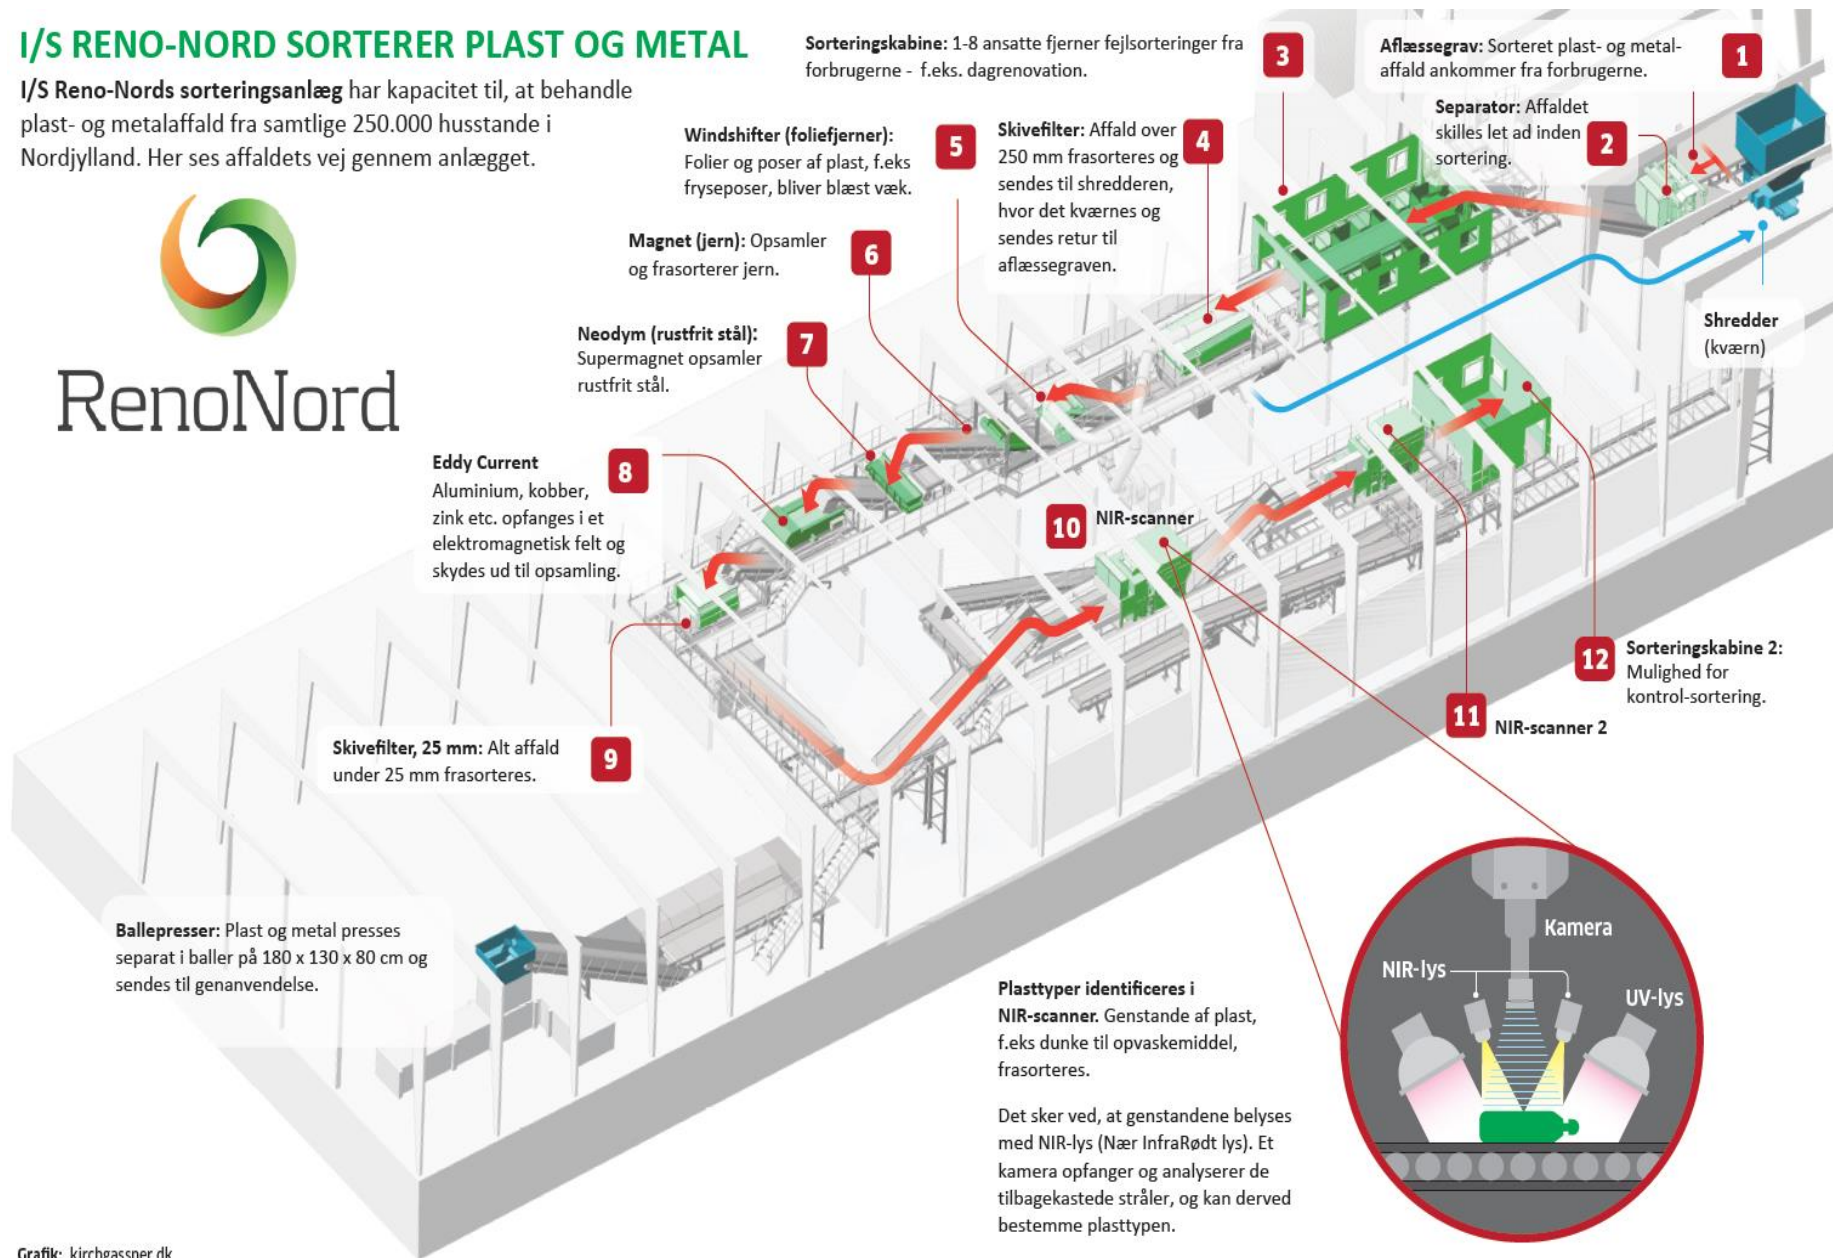 I/S RENO-NORD SORTERER PLAST OG METAL
I/S Reno-Nords sorteringsanlæg har kapacitet til, at behandle
plast- og metalaffald fra samtlige 250.000 husstande i
Nordjylland. Her ses affaldets vej gennem anlægget.
RenoNord
Aflæssegrav: Sorteret plast- og metal-
affald ankommer fra forbrugerne.
1
Separator: Affaldet
skilles let ad inden
sortering.
2
Sorteringskabine: 1-8 ansatte fjerner fejlsorteringer fra
forbrugerne - f.eks. dagrenovation.
3
Skivefilter: Affald over
250 mm frasorteres og
sendes til shredderen,
hvor det kværnes og
sendes retur til
aflæssegraven.
4
Windshifter (foliefjerner):
Folier og poser af plast, f.eks
fryseposer, bliver blæst væk.
5
Magnet (jern): Opsamler
og frasorterer jern.
6
Neodym (rustfrit stål):
Supermagnet opsamler
rustfrit stål.
7
Eddy Current
Aluminium, kobber,
zink etc. opfanges i et
elektromagnetisk felt og
skydes ud til opsamling.
8
Skivefilter, 25 mm: Alt affald
under 25 mm frasorteres.
9
10
NIR-scanner
11
NIR-scanner 2
12
Sorteringskabine 2:
Mulighed for
kontrol-sortering.
Shredder
(kværn)
Ballepresser: Plast og metal presses
separat i baller på 180 x 130 x 80 cm og
sendes til genanvendelse.
Plasttyper identificeres i
NIR-scanner. Genstande af plast,
f.eks dunke til opvaskemiddel,
frasorteres.
Det sker ved, at genstandene belyses
med NIR-lys (Nær InfraRødt lys). Et
kamera opfanger og analyserer de
tilbagekastede stråler, og kan derved
bestemme plasttypen.
Kamera
NIR-lys
UV-lys
Grafik: kirchgassner.dk